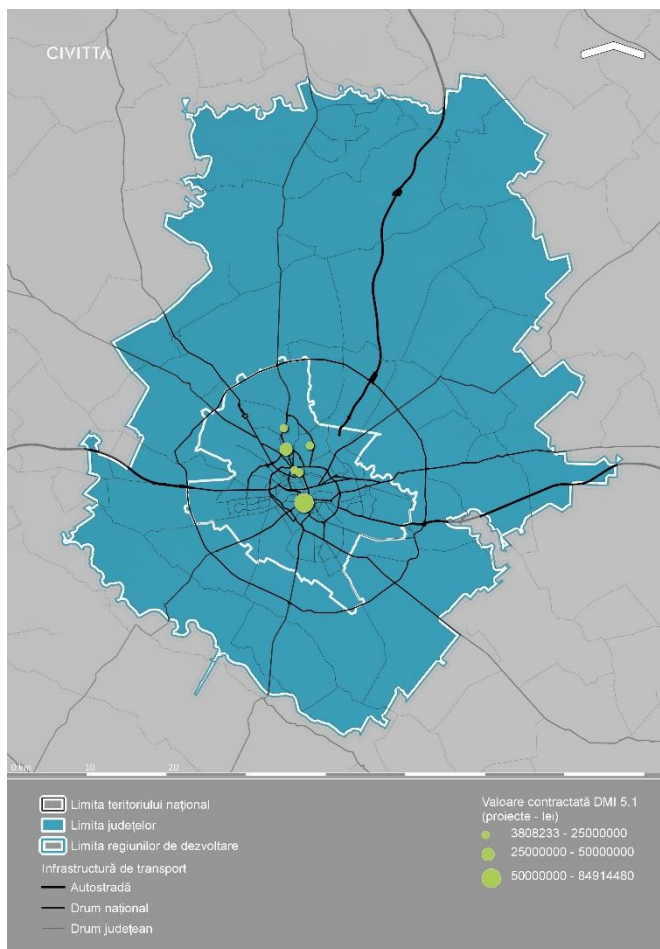 CIVITTA
0 km 10 20
Limita teritoriului național
Limita județelor
Limita regiunilor de dezvoltare
Infrastructură de transport
Autostradă
Drum național
Drum județean
Valoare contractată DMI 5.1
(proiecte - lei)
3808233 - 25000000
25000000 - 50000000
50000000 - 84914480